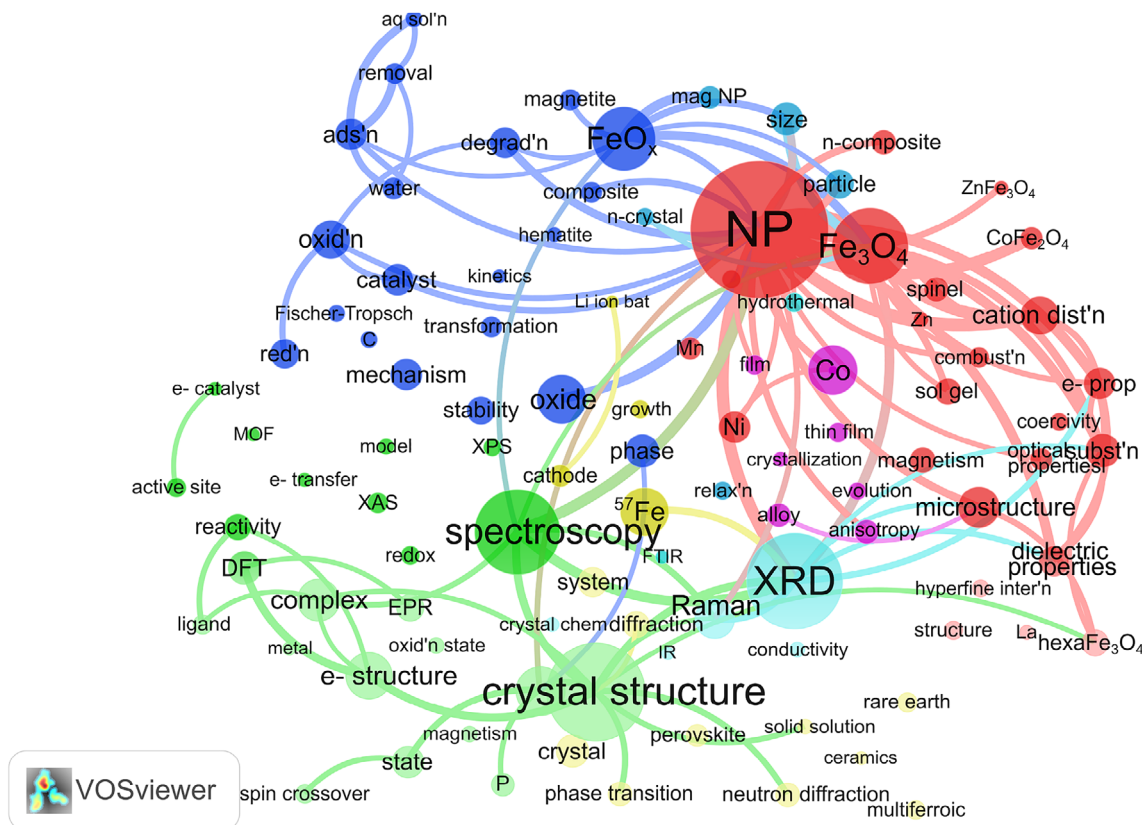 aq sol'n
removal
magnetite
mag NP
size
ads'n
degrad'n
FeOₓ
n-composite
water
composite
particle
ZnFe₃O₄
n-crystal
NP
oxid'n
hematite
Fe₃O₄
CoFe₂O₄
catalyst
kinetics
Li ion bat
hydrothermal
spinel
Fischer-Tropsch
transformation
Zn
cation dist'n
C
red'n
Mn
film
combust'n
mechanism
Co
e- catalyst
stability
oxide
growth
sol gel
e- prop
MOF
model
XPS
phase
Ni
thin film
coercivity
active site
e- transfer
cathode
crystallization
magnetism
optical
properties
subst'n
XAS
relax'n
evolution
reactivity
spectroscopy
⁵⁷Fe
alloy
anisotropy
microstructure
DFT
redox
FTIR
dielectric
properties
system
XRD
complex
EPR
Raman
hyperfine inter'n
ligand
crystal chem
diffraction
structure
La
metal
oxid'n state
IR
conductivity
hexaFe₃O₄
e- structure
crystal structure
rare earth
magnetism
perovskite
solid solution
state
crystal
ceramics
P
spin crossover
phase transition
neutron diffraction
multiferroic
VOSviewer